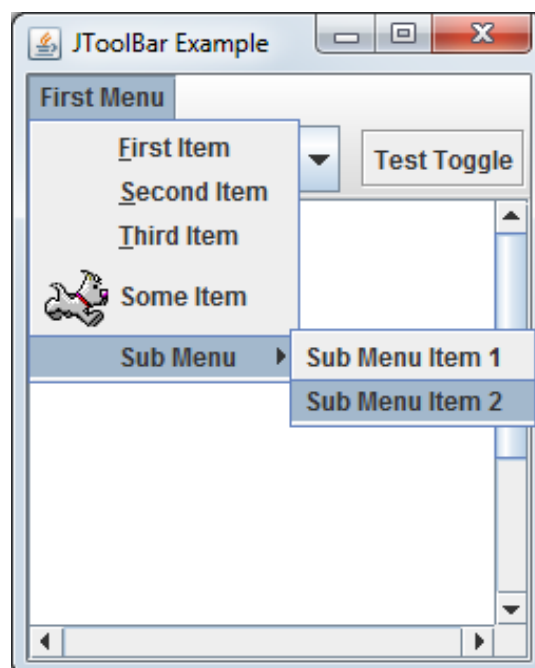 JToolBar Example
First Menu
First Item
Test Toggle
Second Item
Third Item
Some Item
Sub Menu
Sub Menu Item 1
Sub Menu Item 2